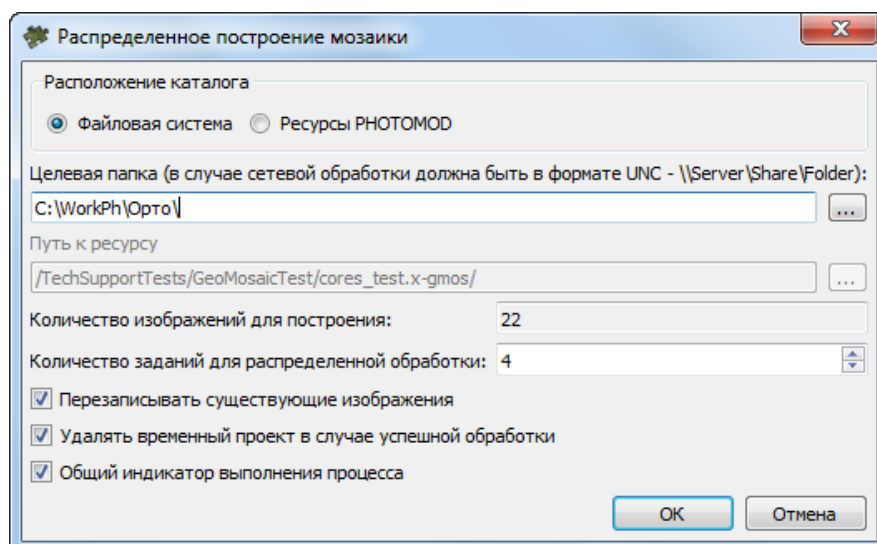 Распределенное построение мозаики
Расположение каталога
Файловая система Ресурсы PHOTOMOD
Целевая папка (в случае сетевой обработки должна быть в формате UNC - \\Server\Share\Folder):
C:\WorkPh\Орто\
...
Путь к ресурсу
/TechSupportTests/GeoMosaicTest/cores_test.x-gmos/
...
Количество изображений для построения: 22
Количество заданий для распределенной обработки: 4
Перезаписывать существующие изображения
Удалять временный проект в случае успешной обработки
Общий индикатор выполнения процесса
OK Отмена